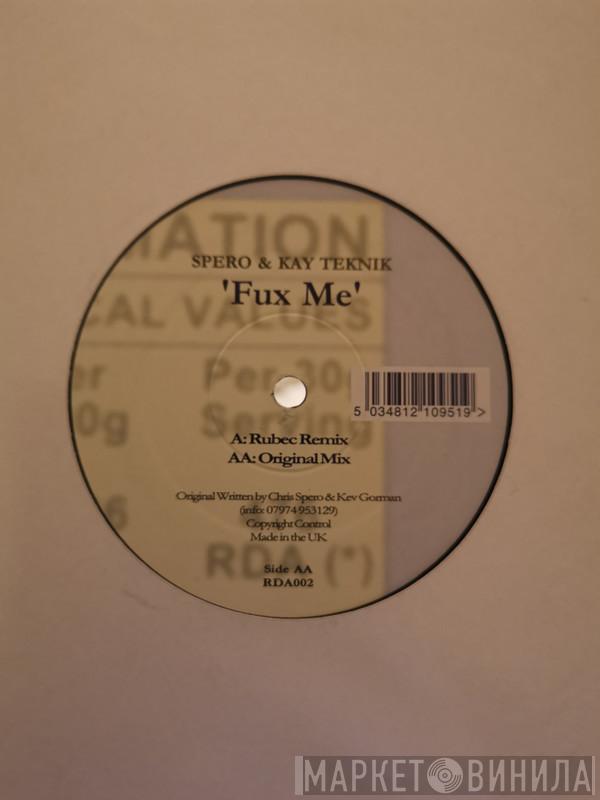 MATION
SPERO & KAY TEKNIK
'Fux Me'
CAL VALUES
Per 30g
0g Serving
5 034812 109519 >
A: Rubec Remix
AA: Original Mix
Original Written by Chris Spero & Kev Gorman
(info: 07974 953129)
Copyright Control
Made in the UK
6
RDA (*)
Side AA
RDA002
МАРКЕТ ВИНИЛА